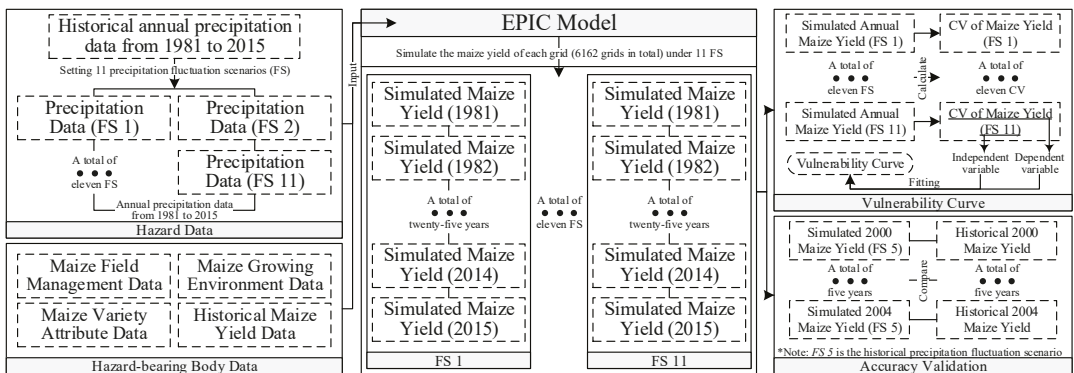 Historical annual precipitation
data from 1981 to 2015
Setting 11 precipitation fluctuation scenarios (FS)
Precipitation
Data (FS 1)
Precipitation
Data (FS 2)
A total of
eleven FS
Precipitation
Data (FS 11)
Annual precipitation data
from 1981 to 2015
Hazard Data
Maize Field
Management Data
Maize Growing
Environment Data
Maize Variety
Attribute Data
Historical Maize
Yield Data
Hazard-bearing Body Data
Input
EPIC Model
Simulate the maize yield of each grid (6162 grids in total) under 11 FS
Simulated Maize
Yield (1981)
Simulated Maize
Yield (1982)
A total of
twenty-five years
Simulated Maize
Yield (2014)
Simulated Maize
Yield (2015)
FS 1
A total of
eleven FS
Simulated Maize
Yield (1981)
Simulated Maize
Yield (1982)
A total of
twenty-five years
Simulated Maize
Yield (2014)
Simulated Maize
Yield (2015)
FS 11
Simulated Annual
Maize Yield (FS 1)
CV of Maize Yield
(FS 1)
A total of
eleven FS
Calculate
A total of
eleven CV
Simulated Annual
Maize Yield (FS 11)
CV of Maize Yield
(FS 11)
Vulnerability Curve
Independent
variable
Dependent
variable
Fitting
Vulnerability Curve
Simulated 2000
Maize Yield (FS 5)
Historical 2000
Maize Yield
A total of
five years
Compare
A total of
five years
Simulated 2004
Maize Yield (FS 5)
Historical 2004
Maize Yield
*Note: FS 5 is the historical precipitation fluctuation scenario
Accuracy Validation